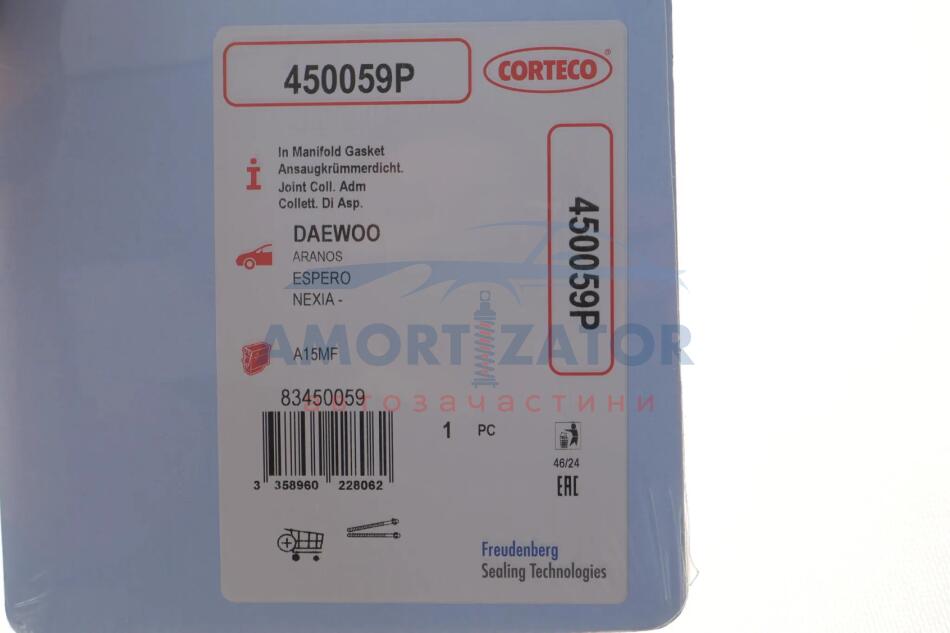 450059P
CORTECO®
In Manifold Gasket
Ansaugkrümmerdicht.
Joint Coll. Adm
Collett. Di Asp.
450059P
DAEWOO
ARANOS
ESPERO
NEXIA -
AMORTIZATOR
A15MF
автозачастини
83450059
1 PC
3 358960 228062
46/24
EAC
Freudenberg
Sealing Technologies